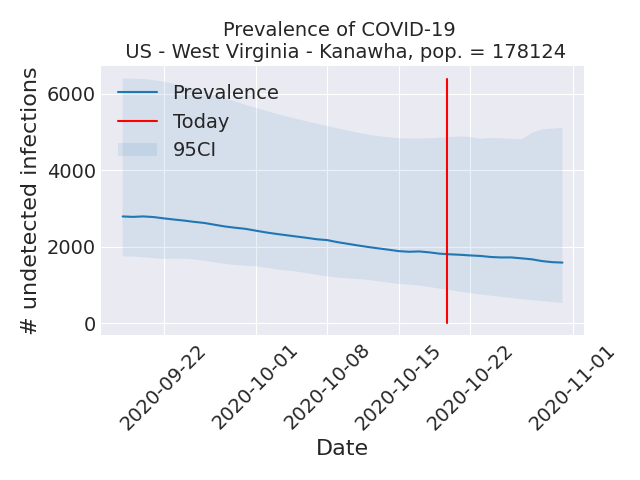 Prevalence of COVID-19
US - West Virginia - Kanawha, pop. = 178124
# undetected infections
6000
4000
2000
0
Prevalence
Today
95CI
2020-09-22
2020-10-01
2020-10-08
2020-10-15
2020-10-22
2020-11-01
Date